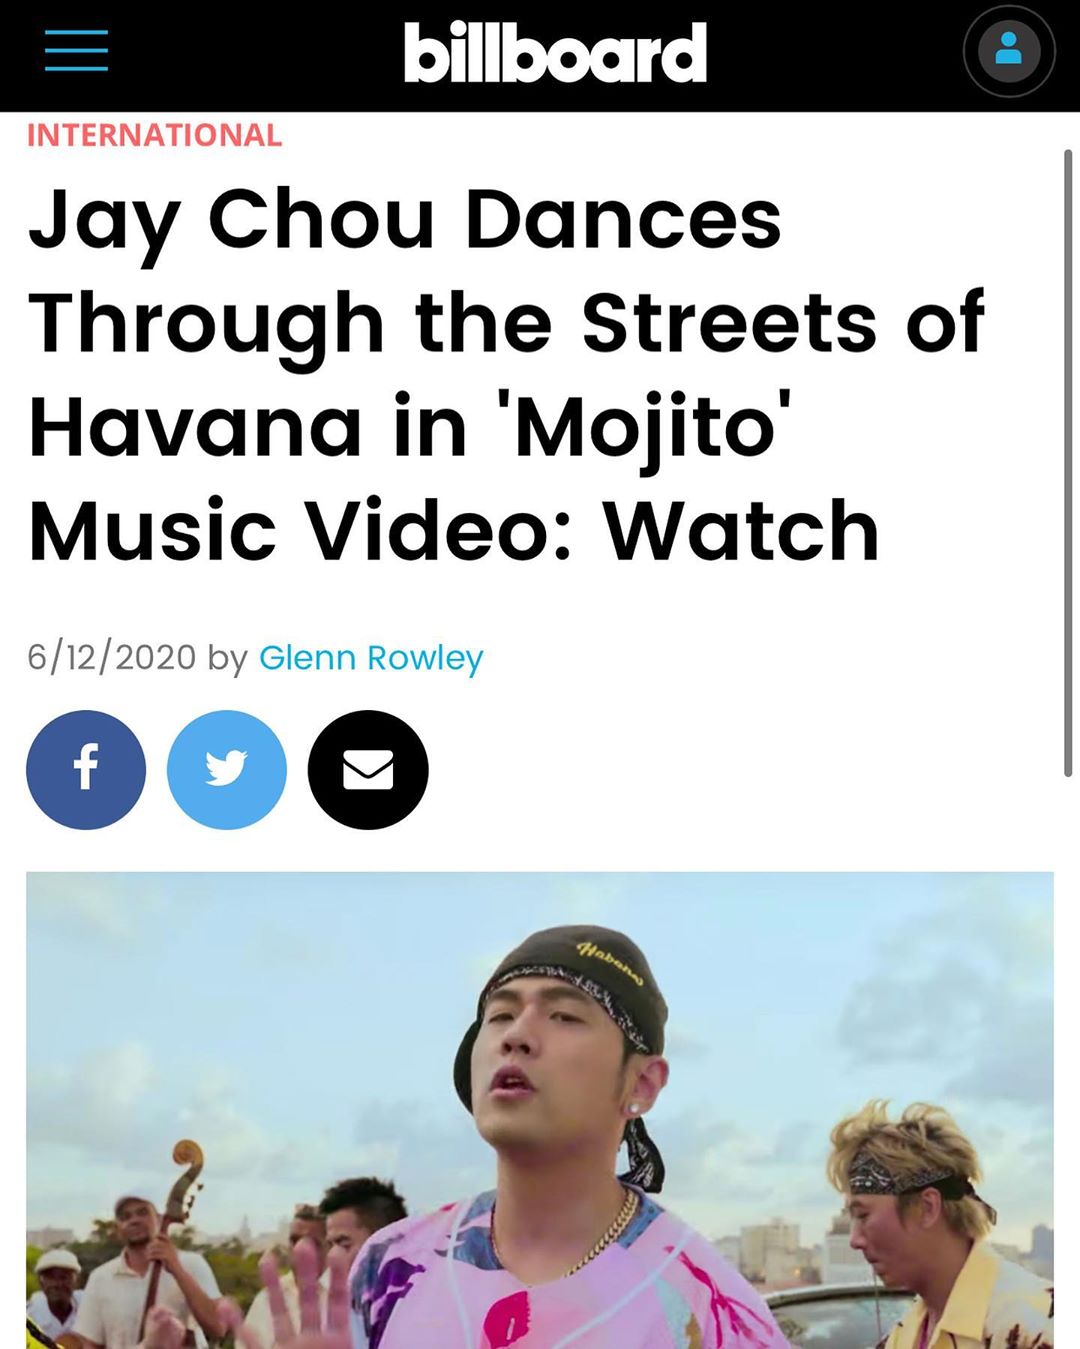 billboard
INTERNATIONAL
Jay Chou Dances
Through the Streets of
Havana in 'Mojito'
Music Video: Watch
6/12/2020 by Glenn Rowley
f
Habana